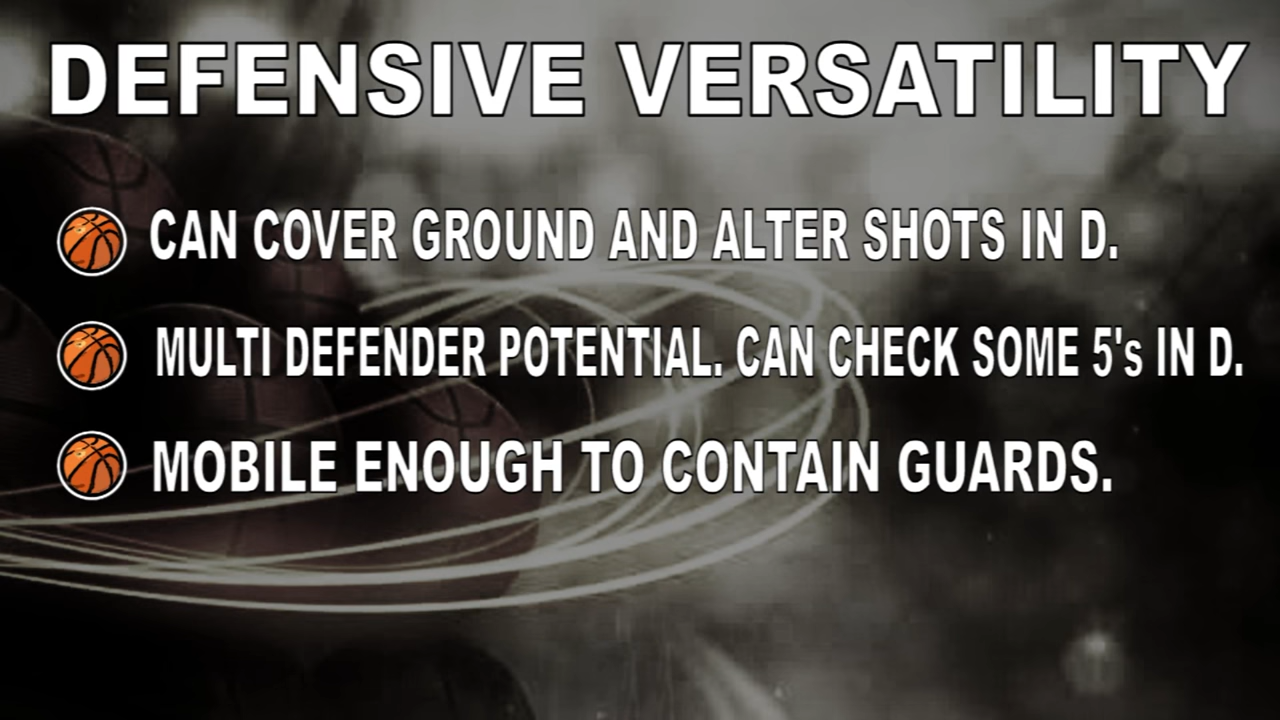 DEFENSIVE VERSATILITY
CAN COVER GROUND AND ALTER SHOTS IN D.
MULTI DEFENDER POTENTIAL. CAN CHECK SOME 5's IN D.
MOBILE ENOUGH TO CONTAIN GUARDS.